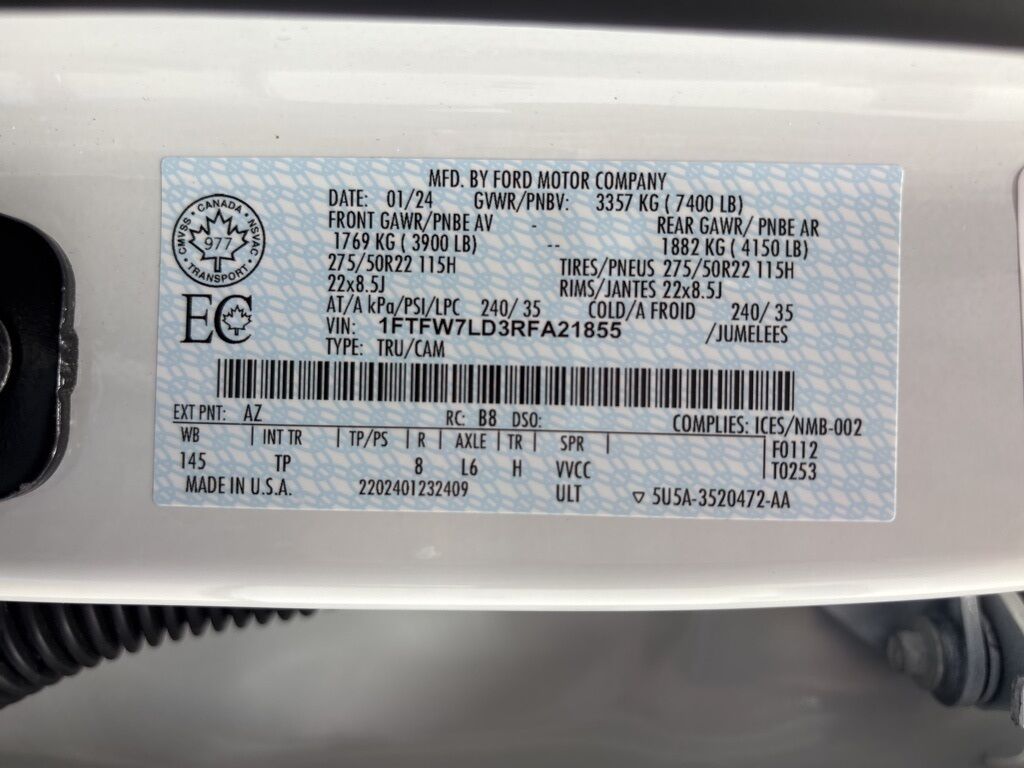 MFD. BY FORD MOTOR COMPANY
DATE: 01/24 GVWR/PNBV: 3357 KG ( 7400 LB)
FRONT GAWR/PNBE AV - REAR GAWR/ PNBE AR
1769 KG ( 3900 LB) -- 1882 KG ( 4150 LB)
275/50R22 115H TIRES/PNEUS 275/50R22 115H
22x8.5J RIMS/JANTES 22x8.5J
AT/A kPa/PSI/LPC 240/ 35 COLD/A FROID 240/ 35
VIN: 1FTFW7LD3RFA21855 /JUMELEES
TYPE: TRU/CAM
CANADA
CMVSS NSVAC
977
TRANSPORT
EC
EXT PNT: AZ RC: B8 DSO: COMPLIES: ICES/NMB-002
WB INT TR TP/PS R AXLE TR SPR F0112
145 TP 8 L6 H VVCC T0253
MADE IN U.S.A. 2202401232409 ULT ▽ 5U5A-3520472-AA